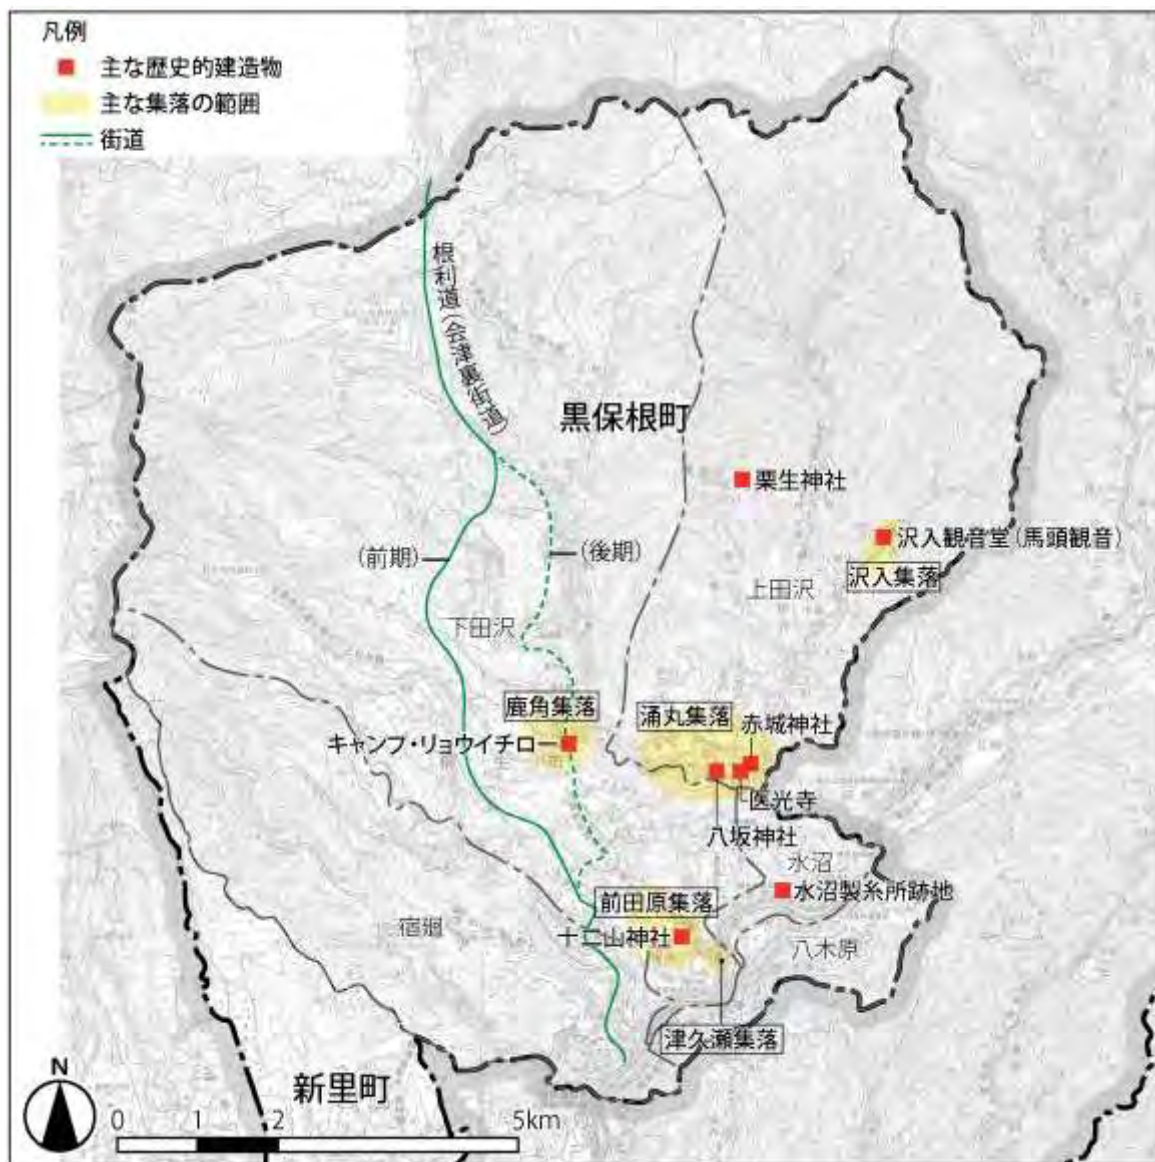 凡例
主な歴史的建造物
主な集落の範囲
街道
根利道(会津裏街道)
黒保根町
栗生神社
沢入観音堂(馬頭観音)
沢入集落
(前期)
(後期)
上田沢
下田沢
鹿角集落
涌丸集落
赤城神社
キャンプ・リョウイチロー
医光寺
八坂神社
水沼
水沼製糸所跡地
前田原集落
十二山神社
宿廻
八木原
津久瀬集落
新里町
N
0 1 2 5km